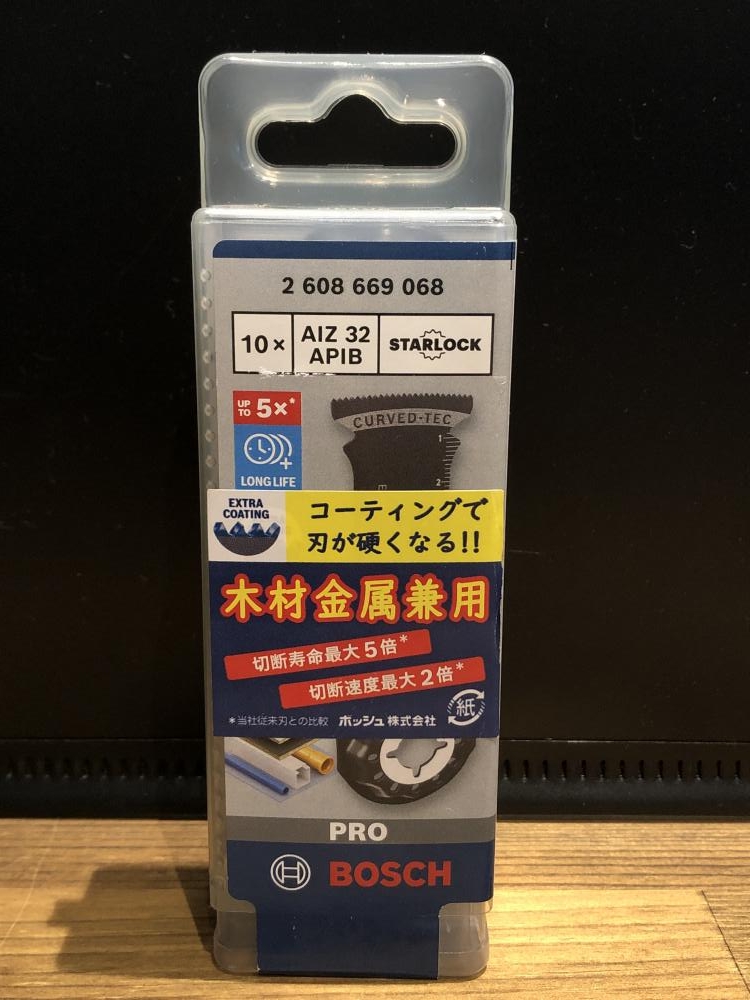 2 608 669 068
10× AIZ 32 APIB STARLOCK
UP TO 5×*
LONG LIFE
CURVED-TEC
1
2
EXTRA COATING
コーティングで
刃が硬くなる!!
木材金属兼用
切断寿命最大5倍*
切断速度最大2倍*
*当社従来刃との比較 ボッシュ株式会社 紙
PRO
BOSCH